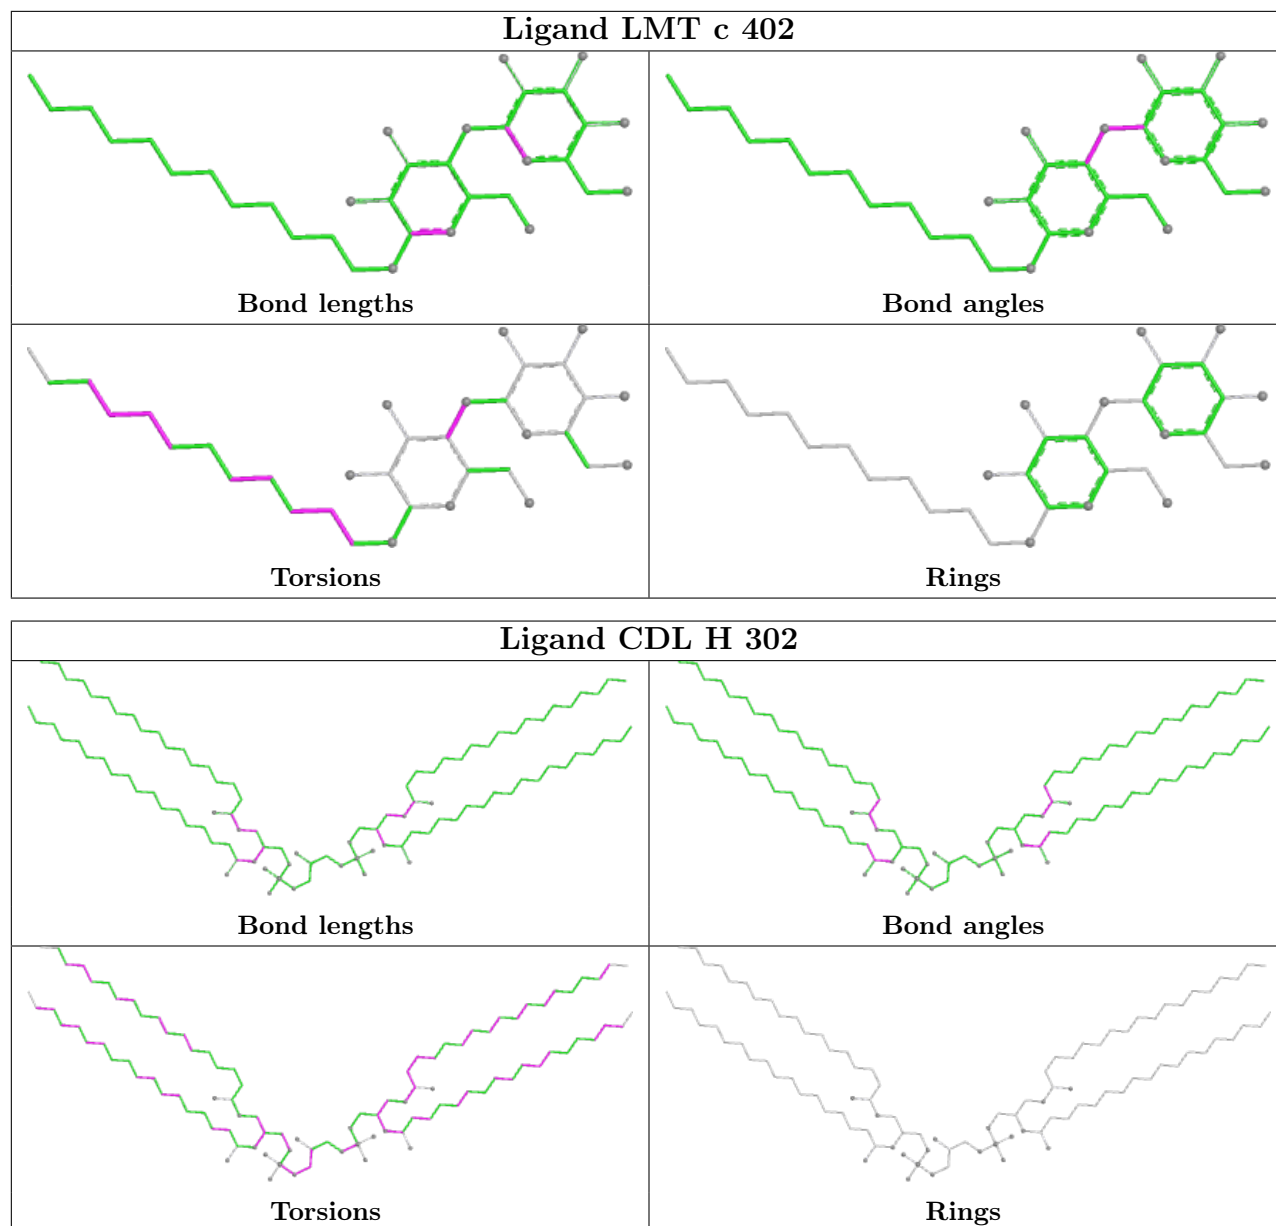 Ligand LMT c 402
Bond lengths
Bond angles
Torsions
Rings
Ligand CDL H 302
Bond lengths
Bond angles
Torsions
Rings